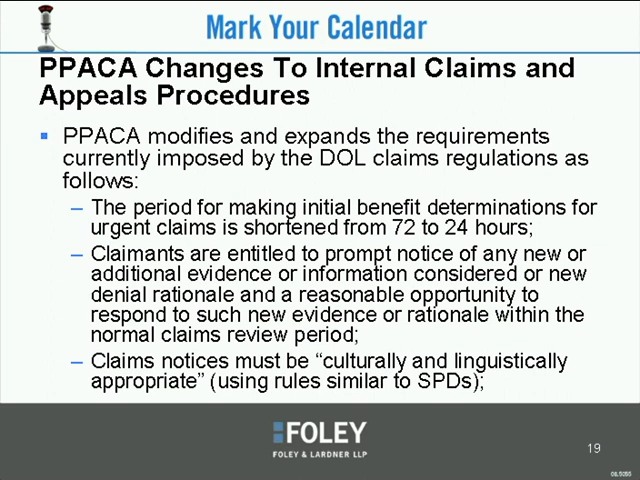 Mark Your Calendar
PPACA Changes To Internal Claims and
Appeals Procedures
PPACA modifies and expands the requirements
currently imposed by the DOL claims regulations as
follows:
– The period for making initial benefit determinations for
urgent claims is shortened from 72 to 24 hours;
– Claimants are entitled to prompt notice of any new or
additional evidence or information considered or new
denial rationale and a reasonable opportunity to
respond to such new evidence or rationale within the
normal claims review period;
– Claims notices must be “culturally and linguistically
appropriate” (using rules similar to SPDs);
FOLEY
FOLEY & LARDNER LLP
19